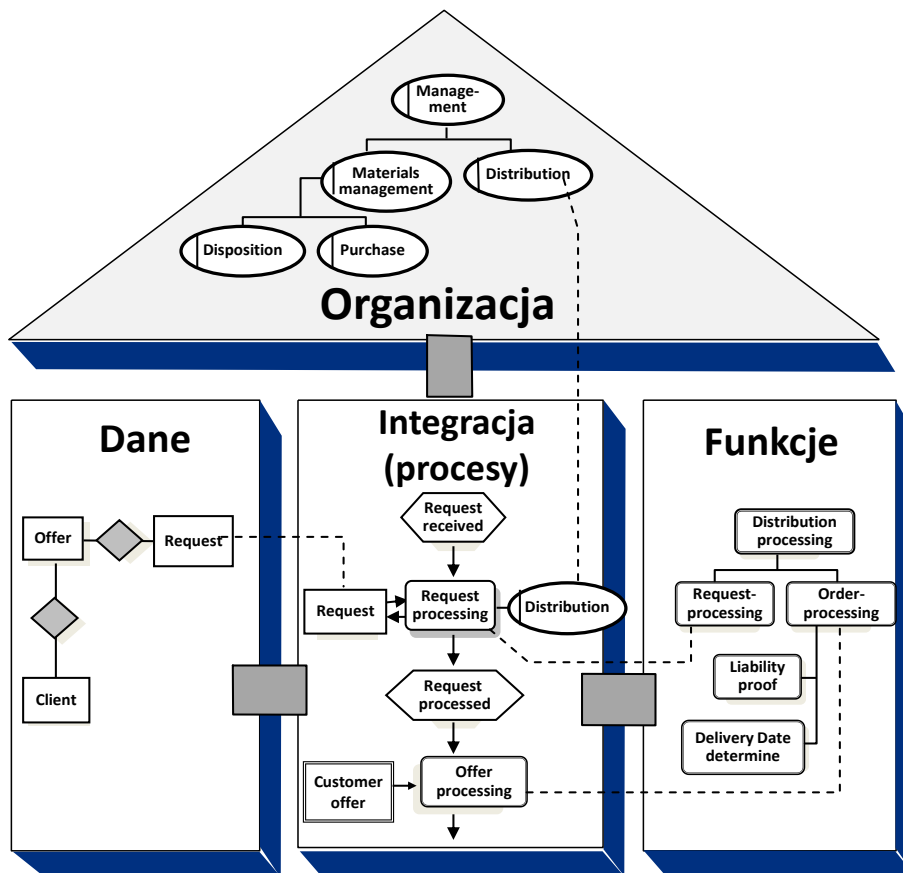 Manage-
ment
Materials
management
Distribution
Disposition
Purchase
Organizacja
Dane
Offer
Request
Client
Integracja
(procesy)
Request
received
Request
Request
processing
Distribution
Request
processed
Customer
offer
Offer
processing
Funkcje
Distribution
processing
Request-
processing
Order-
processing
Liability
proof
Delivery Date
determine